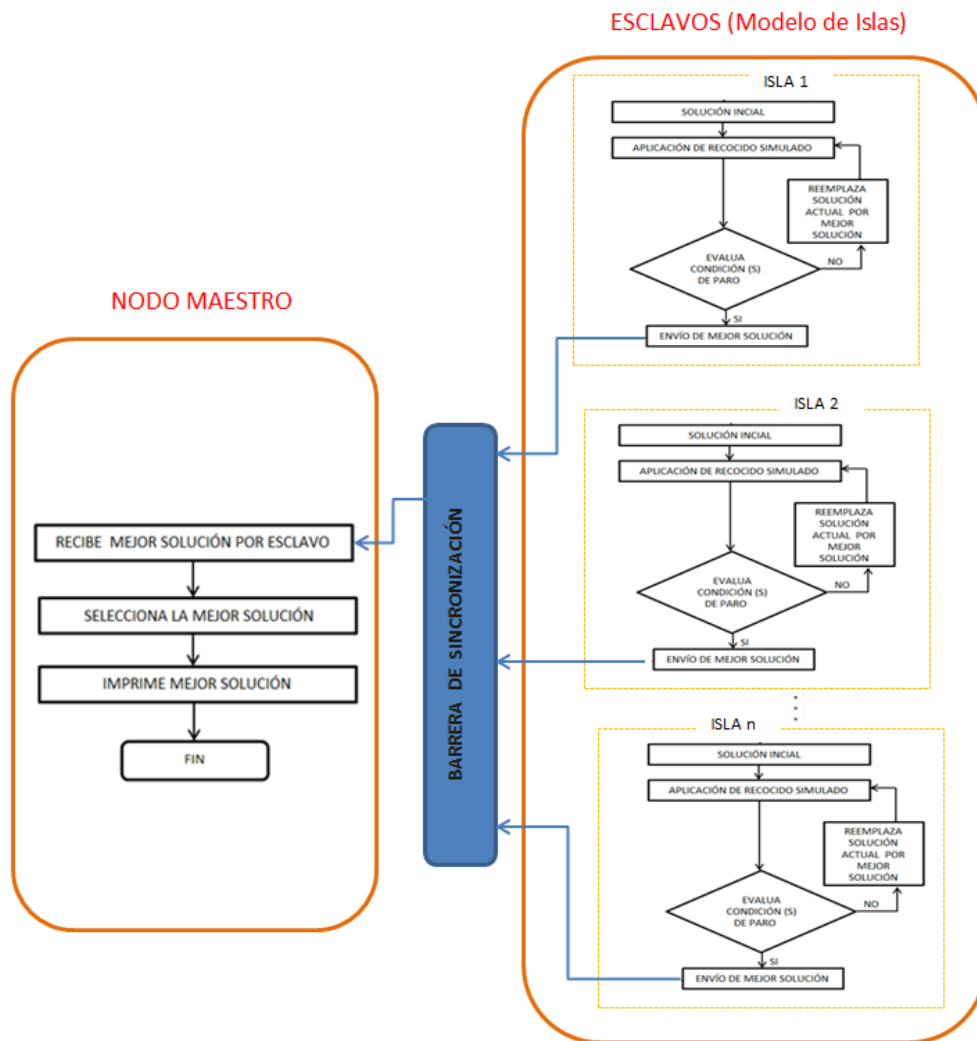 ESCLAVOS (Modelo de Islas)
ISLA 1
SOLUCIÓN INCIAL
APLICACIÓN DE RECOCIDO SIMULADO
REEMPLAZA
SOLUCIÓN
ACTUAL POR
MEJOR
SOLUCIÓN
EVALUA
CONDICIÓN (S)
DE PARO
NO
SI
ENVÍO DE MEJOR SOLUCIÓN
NODO MAESTRO
RECIBE MEJOR SOLUCIÓN POR ESCLAVO
SELECCIONA LA MEJOR SOLUCIÓN
IMPRIME MEJOR SOLUCIÓN
FIN
BARRERA DE SINCRONIZACIÓN
ISLA 2
SOLUCIÓN INCIAL
APLICACIÓN DE RECOCIDO SIMULADO
REEMPLAZA
SOLUCIÓN
ACTUAL POR
MEJOR
SOLUCIÓN
EVALUA
CONDICIÓN (S)
DE PARO
NO
SI
ENVÍO DE MEJOR SOLUCIÓN
ISLA n
SOLUCIÓN INCIAL
APLICACIÓN DE RECOCIDO SIMULADO
REEMPLAZA
SOLUCIÓN
ACTUAL POR
MEJOR
SOLUCIÓN
EVALUA
CONDICIÓN (S)
DE PARO
NO
SI
ENVÍO DE MEJOR SOLUCIÓN